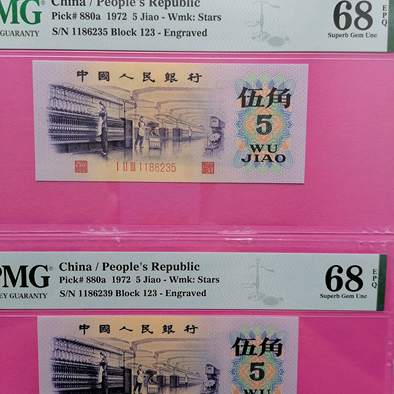 MG
GUARANTY
China / People's Republic
Pick# 880a 1972 5 Jiao - Wmk: Stars
S/N 1186235 Block 123 - Engraved
68
EPQ
Superb Gem Unc
中國人民銀行
伍角
5
WU
JIAO
I II III 1186235
PMG
EY GUARANTY
China / People's Republic
Pick# 880a 1972 5 Jiao - Wmk: Stars
S/N 1186239 Block 123 - Engraved
68
EPQ
Superb Gem Unc
中國人民銀行
伍角
5
WU